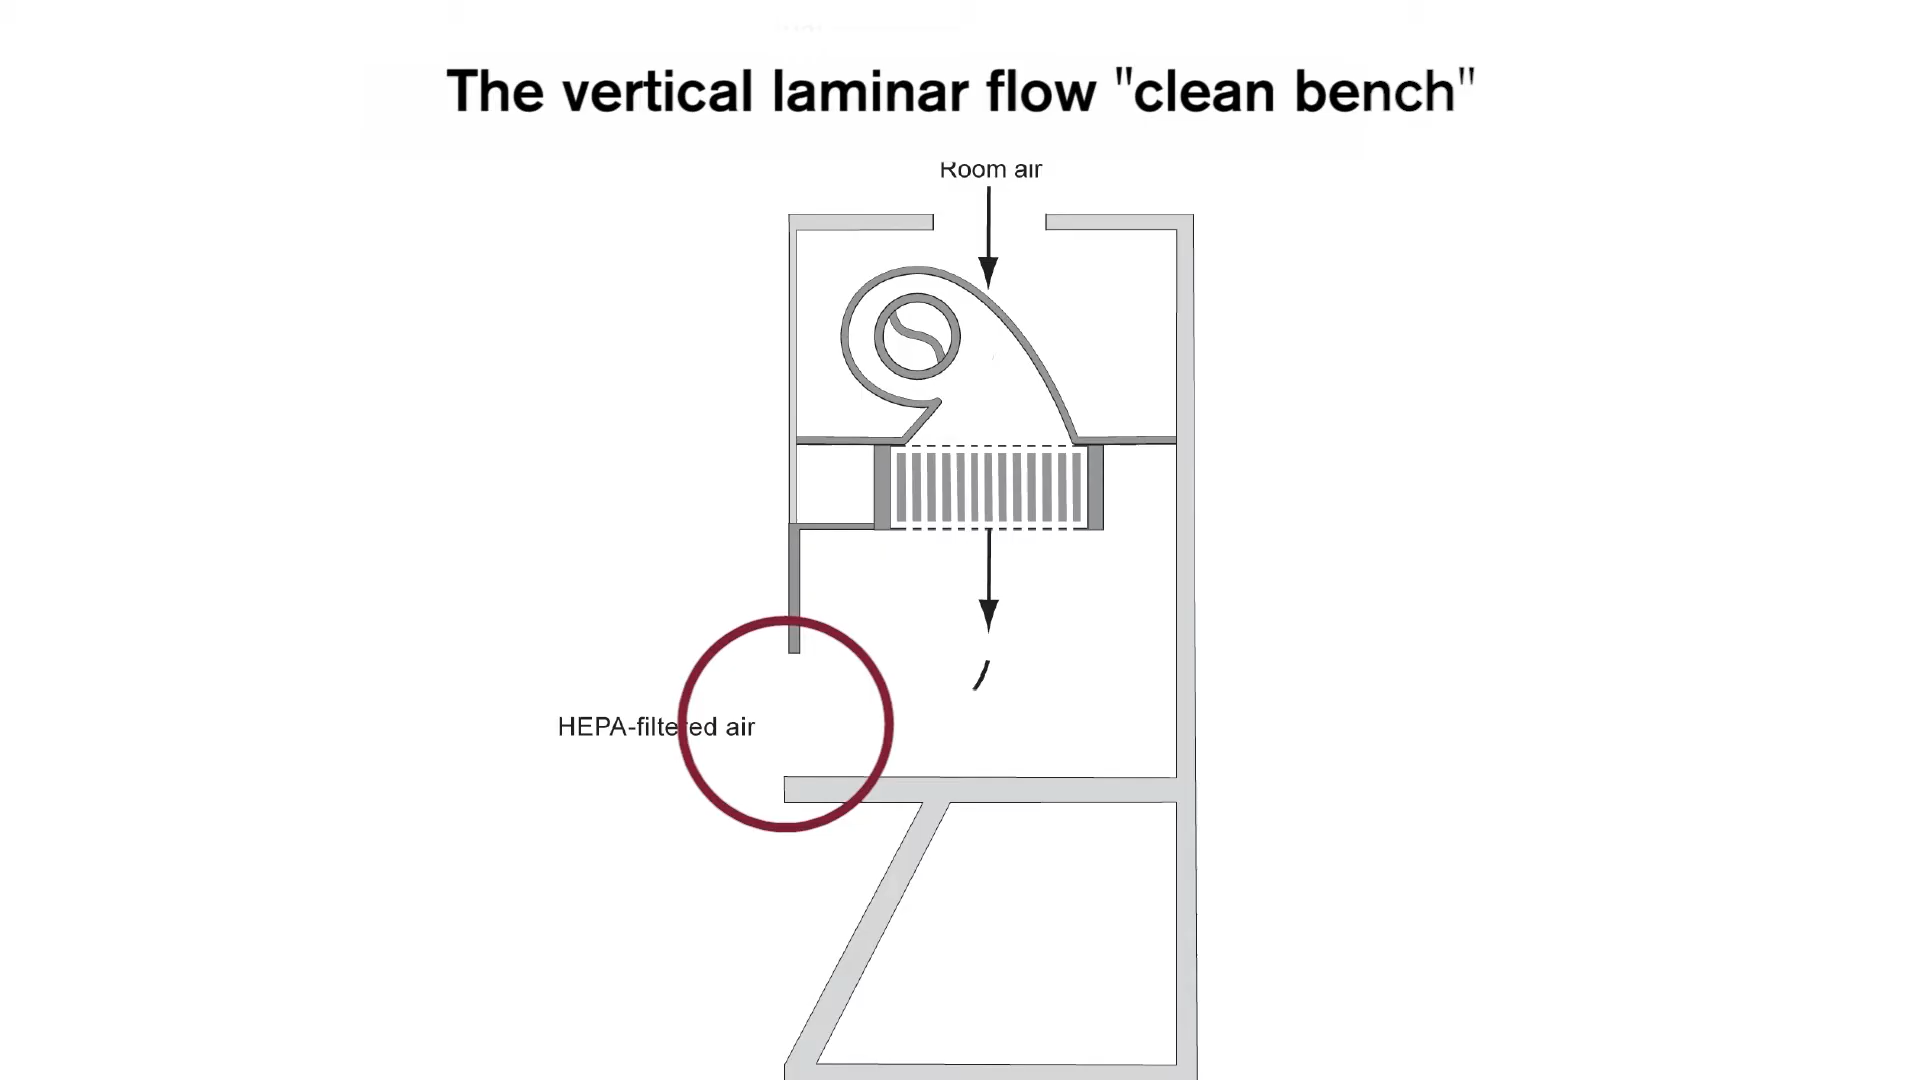 The vertical laminar flow "clean bench"
Room air
HEPA-filtered air